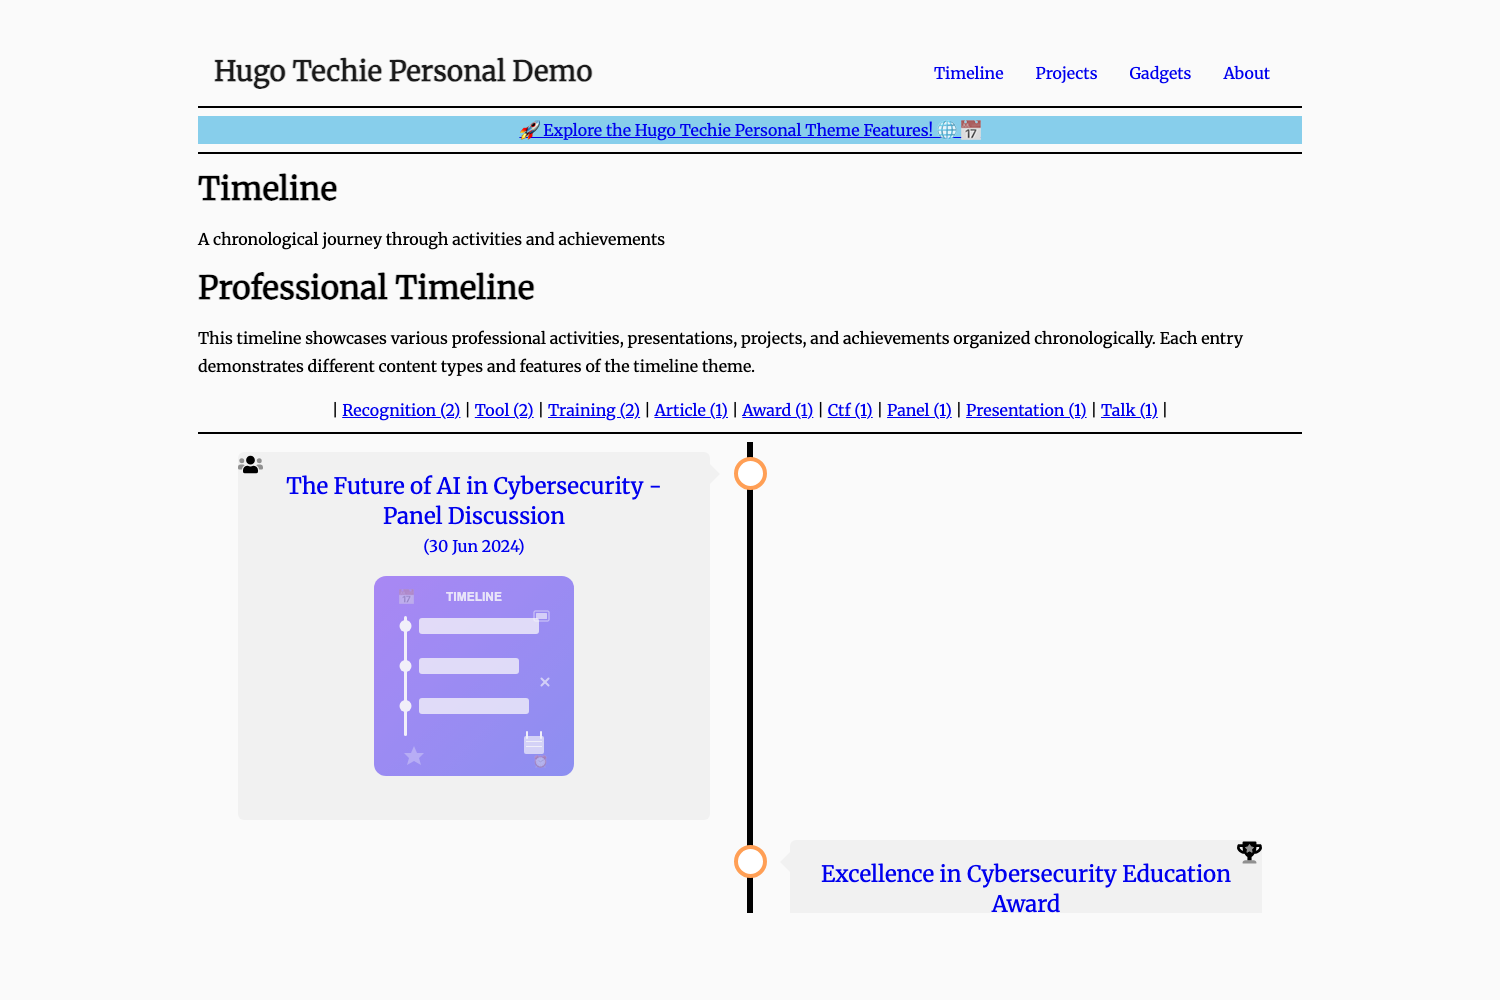 Hugo Techie Personal Demo
Timeline Projects Gadgets About
🚀 Explore the Hugo Techie Personal Theme Features! 🌐📅
Timeline
A chronological journey through activities and achievements
Professional Timeline
This timeline showcases various professional activities, presentations, projects, and achievements organized chronologically. Each entry
demonstrates different content types and features of the timeline theme.
| Recognition (2) | Tool (2) | Training (2) | Article (1) | Award (1) | Ctf (1) | Panel (1) | Presentation (1) | Talk (1) |
The Future of AI in Cybersecurity -
Panel Discussion
(30 Jun 2024)
TIMELINE
Excellence in Cybersecurity Education
Award